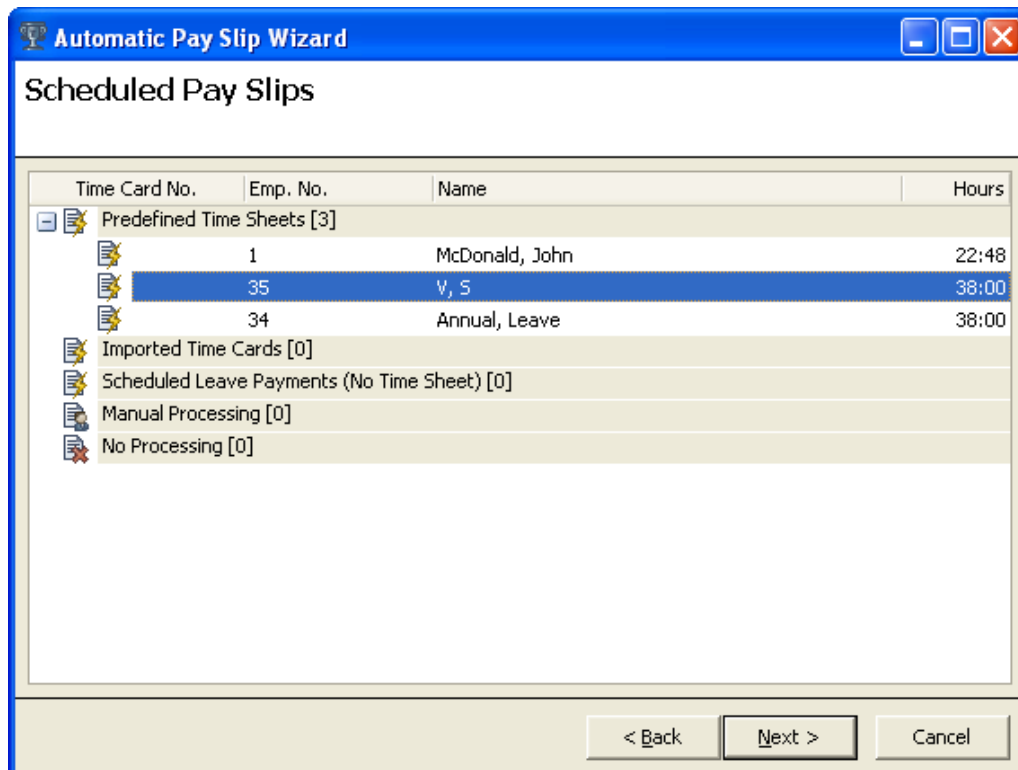 Automatic Pay Slip Wizard
Scheduled Pay Slips
Time Card No. Emp. No. Name Hours
Predefined Time Sheets [3]
1 McDonald, John 22:48
35 V, S 38:00
34 Annual, Leave 38:00
Imported Time Cards [0]
Scheduled Leave Payments (No Time Sheet) [0]
Manual Processing [0]
No Processing [0]
< Back Next > Cancel